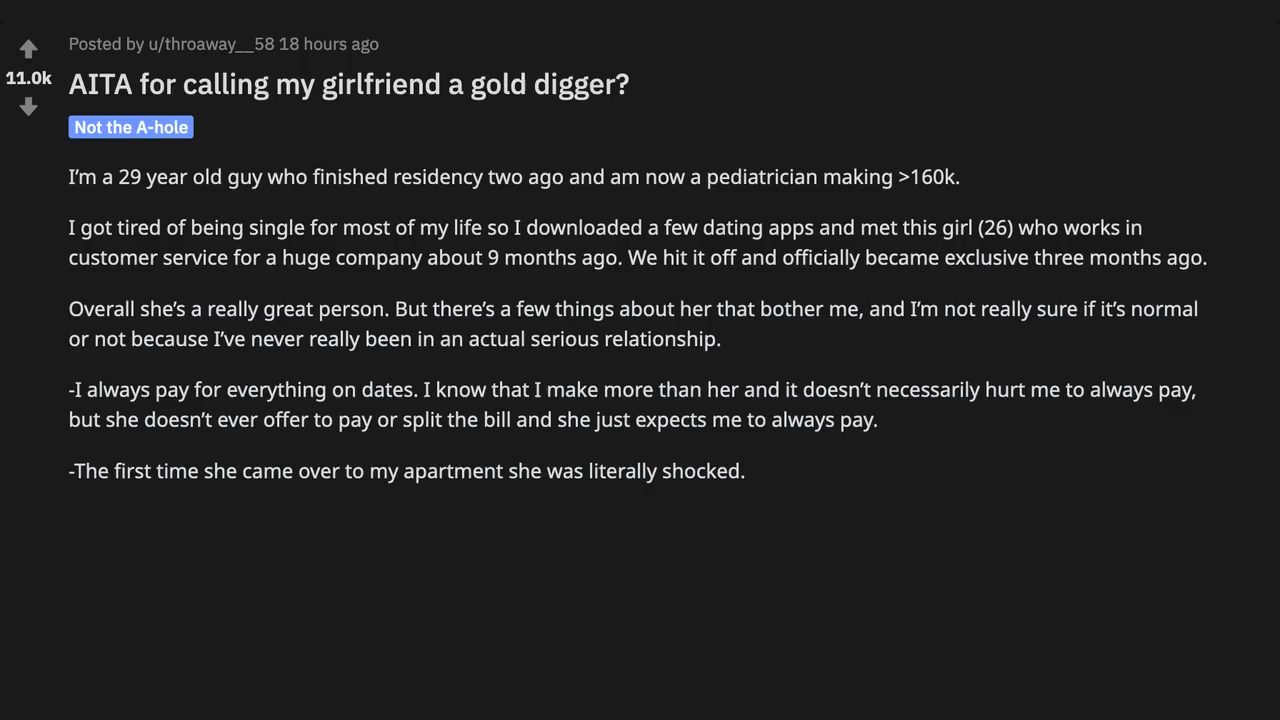 Posted by u/throaway__58 18 hours ago
11.0k
AITA for calling my girlfriend a gold digger?
Not the A-hole
I'm a 29 year old guy who finished residency two ago and am now a pediatrician making >160k.
I got tired of being single for most of my life so I downloaded a few dating apps and met this girl (26) who works in
customer service for a huge company about 9 months ago. We hit it off and officially became exclusive three months ago.
Overall she's a really great person. But there's a few things about her that bother me, and I'm not really sure if it's normal
or not because I've never really been in an actual serious relationship.
-I always pay for everything on dates. I know that I make more than her and it doesn't necessarily hurt me to always pay,
but she doesn't ever offer to pay or split the bill and she just expects me to always pay.
-The first time she came over to my apartment she was literally shocked.